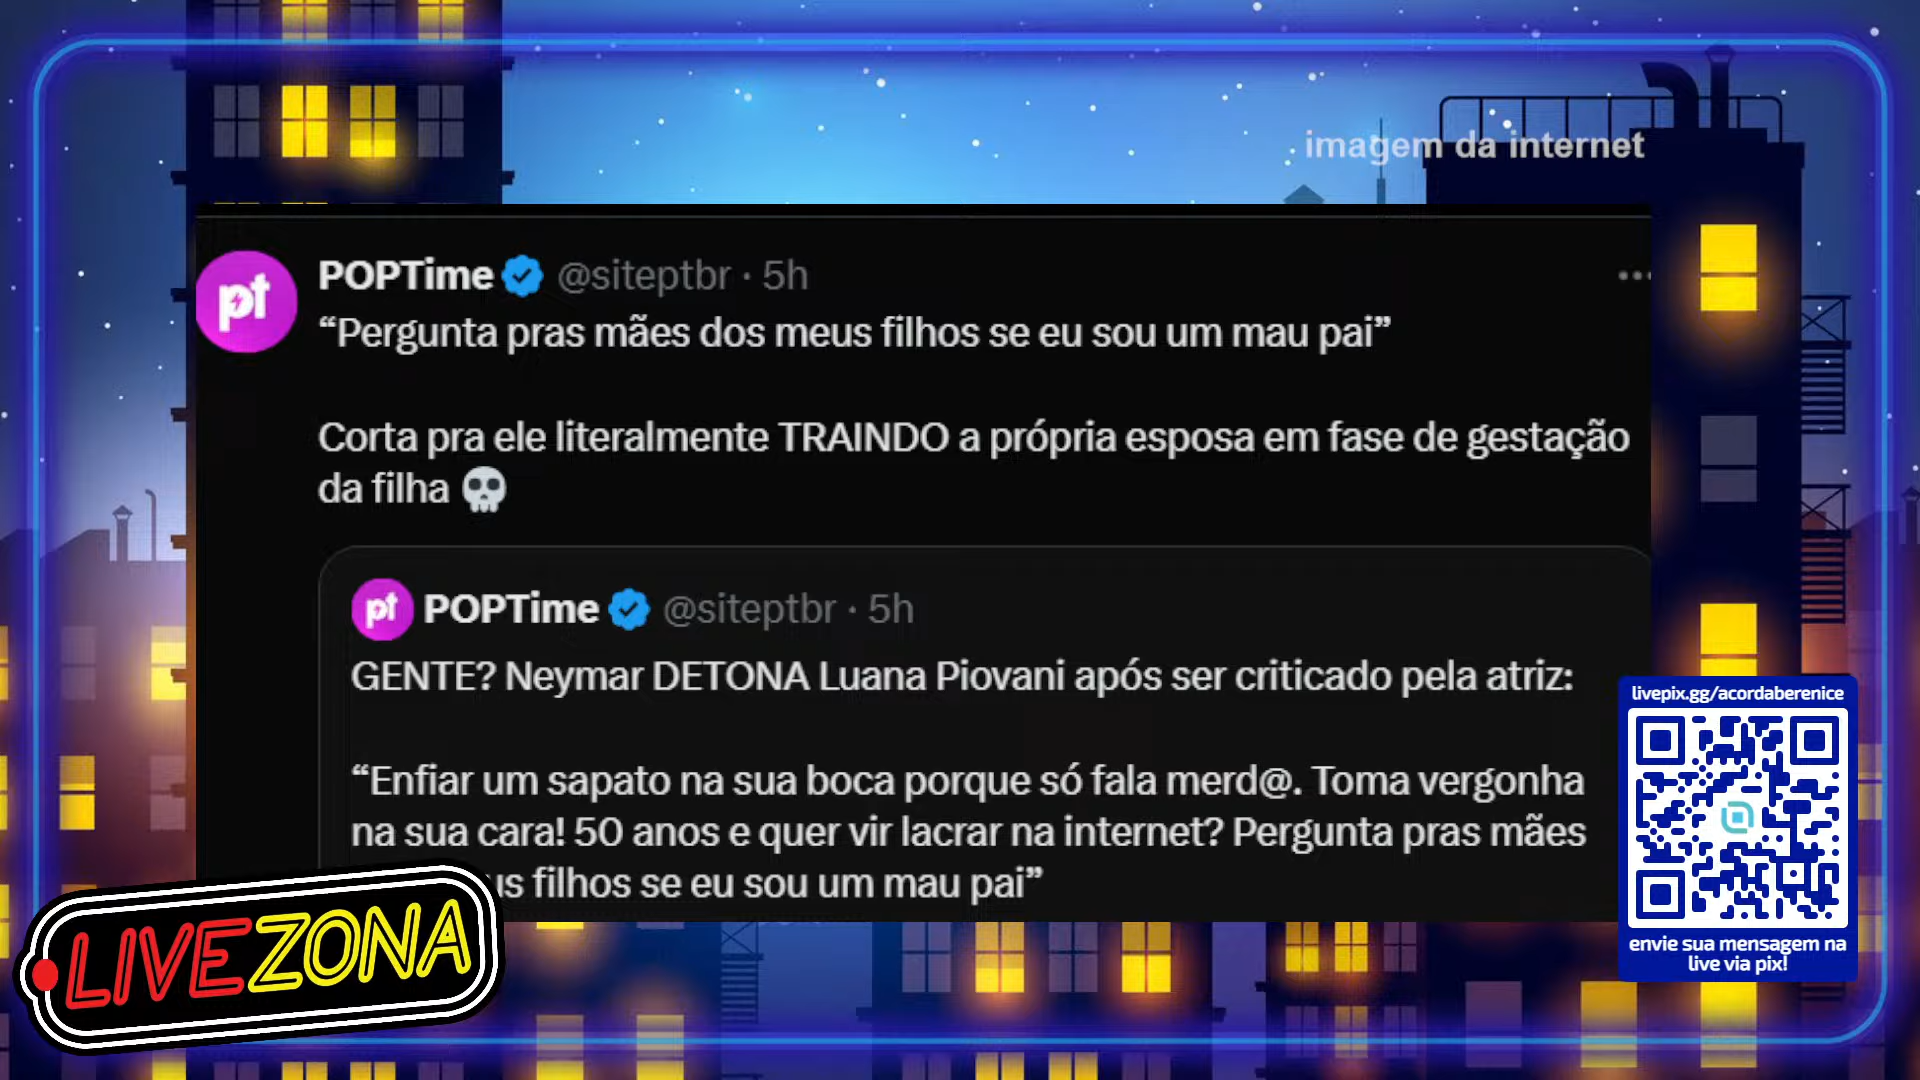 imagem da internet
pt
POPTime @siteptbr · 5h
“Pergunta pras mães dos meus filhos se eu sou um mau pai”
Corta pra ele literalmente TRAINDO a própria esposa em fase de gestação
da filha 💀
pt
POPTime @siteptbr · 5h
GENTE? Neymar DETONA Luana Piovani após ser criticado pela atriz:
“Enfiar um sapato na sua boca porque só fala merd@. Toma vergonha
na sua cara! 50 anos e quer vir lacrar na internet? Pergunta pras mães
us filhos se eu sou um mau pai”
livepix.gg/acordaberenice
envie sua mensagem na
live via pix!
LIVEZONA